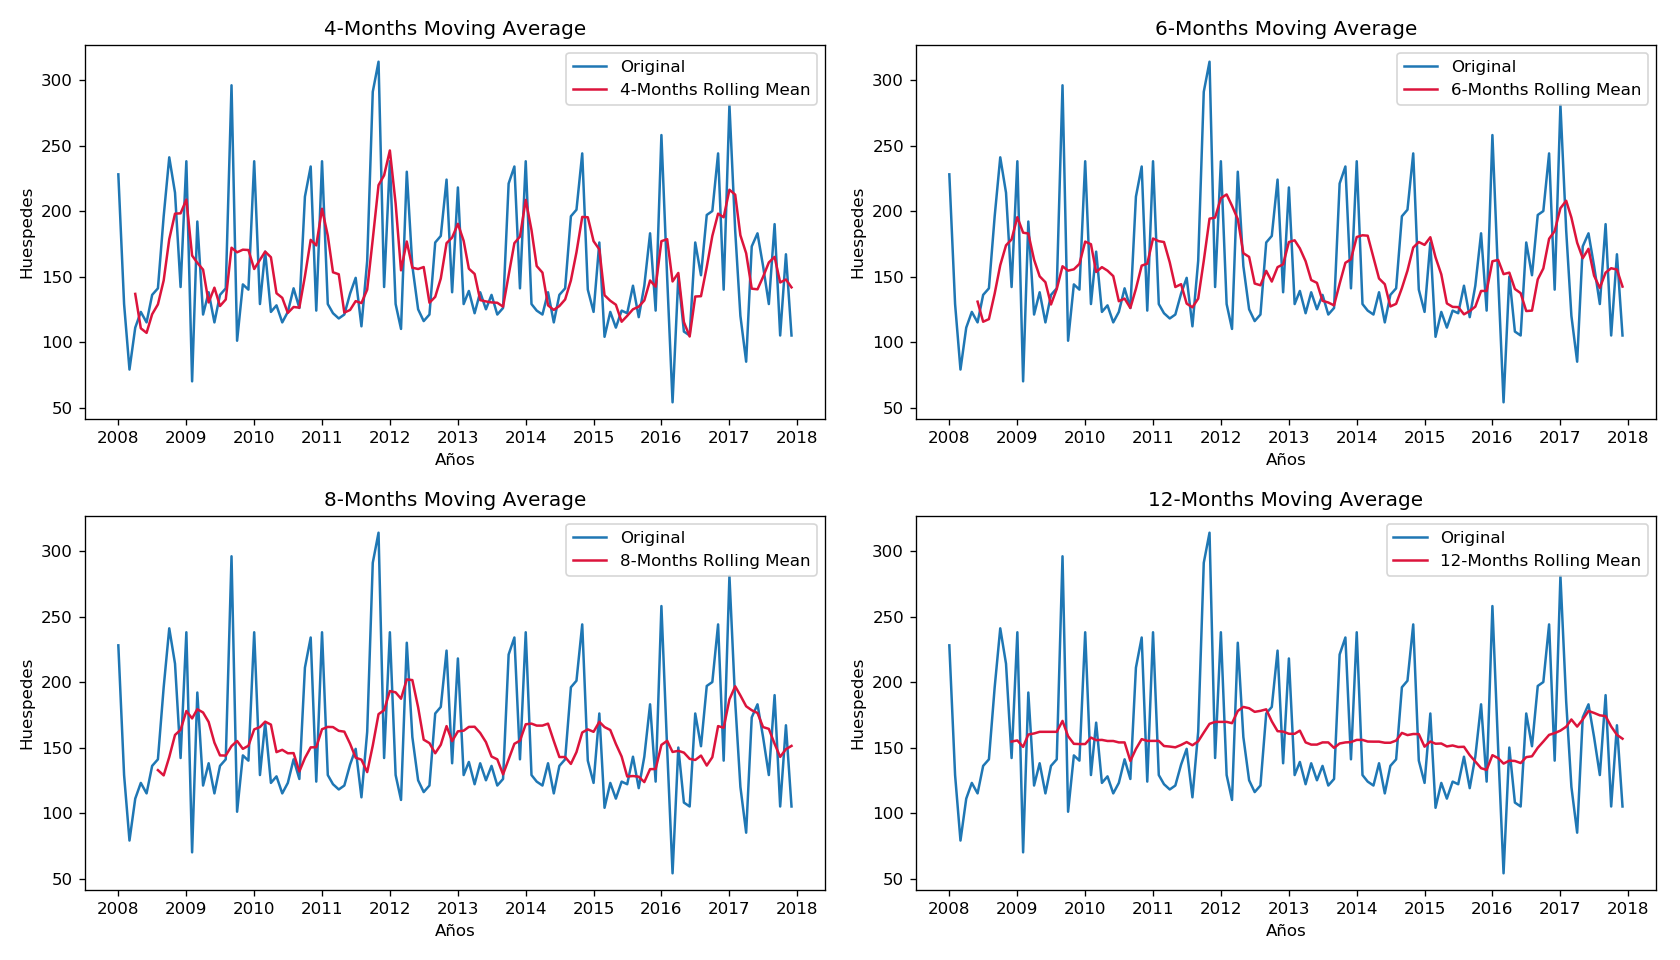 4-Months Moving Average
Original
4-Months Rolling Mean
Huespedes
300
250
200
150
100
50
2008 2009 2010 2011 2012 2013 2014 2015 2016 2017 2018
Años
6-Months Moving Average
Original
6-Months Rolling Mean
Huespedes
300
250
200
150
100
50
2008 2009 2010 2011 2012 2013 2014 2015 2016 2017 2018
Años
8-Months Moving Average
Original
8-Months Rolling Mean
Huespedes
300
250
200
150
100
50
2008 2009 2010 2011 2012 2013 2014 2015 2016 2017 2018
Años
12-Months Moving Average
Original
12-Months Rolling Mean
Huespedes
300
250
200
150
100
50
2008 2009 2010 2011 2012 2013 2014 2015 2016 2017 2018
Años